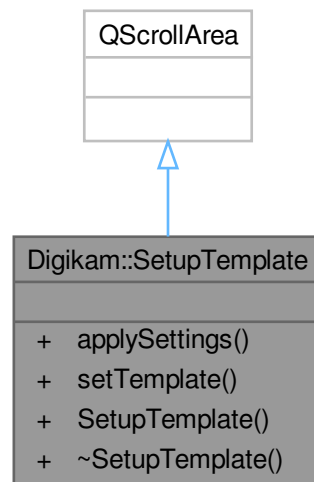 QScrollArea
Digikam::SetupTemplate
+ applySettings()
+ setTemplate()
+ SetupTemplate()
+ ~SetupTemplate()